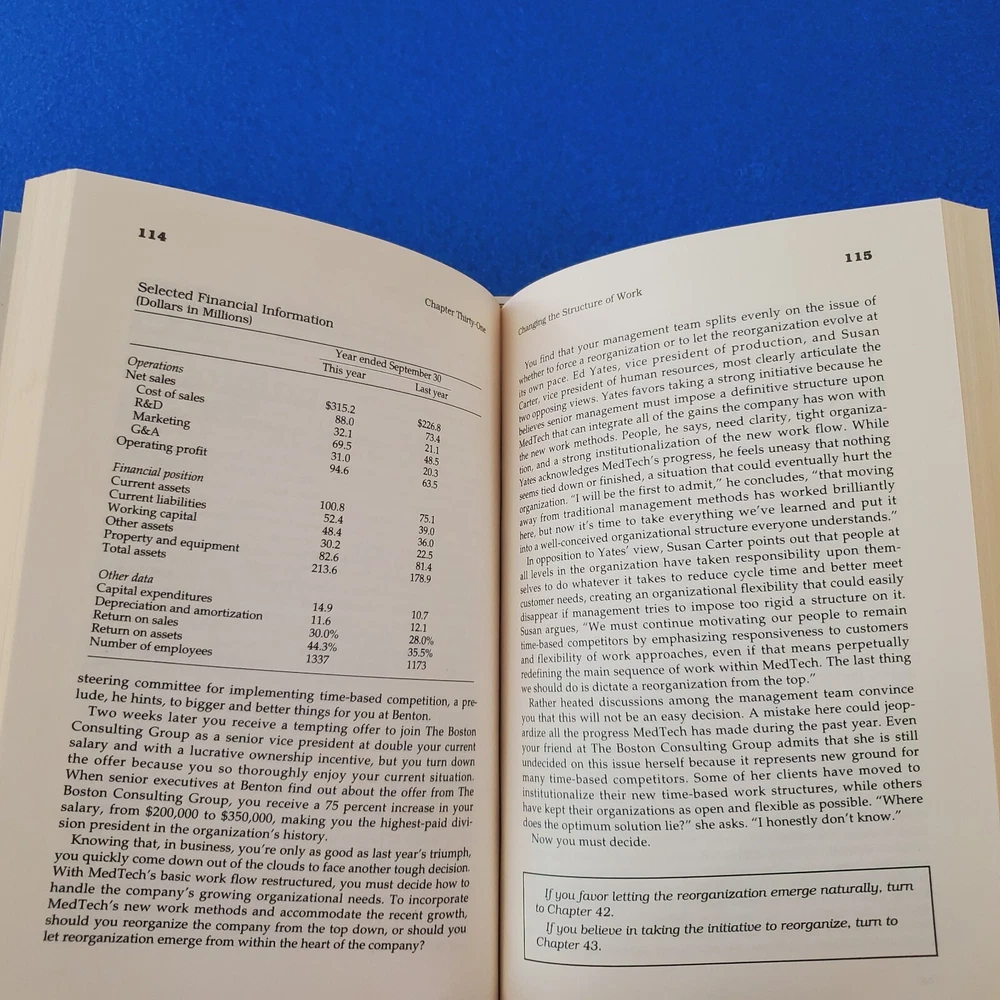 114
Chapter Thirty-One
Selected Financial Information
(Dollars in Millions)
Year ended September 30
This year Last year
Operations
Net sales $315.2 $226.8
Cost of sales 88.0 73.4
R&D 32.1 21.1
Marketing 69.5 48.5
G&A 31.0 20.3
Operating profit 94.6 63.5
Financial position
Current assets 100.8 75.1
Current liabilities 52.4 39.0
Working capital 48.4 36.0
Other assets 30.2 22.5
Property and equipment 82.6 81.4
Total assets 213.6 178.9
Other data
Capital expenditures 14.9 10.7
Depreciation and amortization 11.6 12.1
Return on sales 30.0% 28.0%
Return on assets 44.3% 35.5%
Number of employees 1337 1173
steering committee for implementing time-based competition, a pre-
lude, he hints, to bigger and better things for you at Benton.
Two weeks later you receive a tempting offer to join The Boston
Consulting Group as a senior vice president at double your current
salary and with a lucrative ownership incentive, but you turn down
the offer because you so thoroughly enjoy your current situation.
When senior executives at Benton find out about the offer from The
Boston Consulting Group, you receive a 75 percent increase in your
salary, from $200,000 to $350,000, making you the highest-paid divi-
sion president in the organization's history.
Knowing that, in business, you're only as good as last year's triumph,
you quickly come down out of the clouds to face another tough decision.
With MedTech's basic work flow restructured, you must decide how to
handle the company's growing organizational needs. To incorporate
MedTech's new work methods and accommodate the recent growth,
should you reorganize the company from the top down, or should you
let reorganization emerge from within the heart of the company?
Changing the Structure of Work
115
You find that your management team splits evenly on the issue of
whether to force a reorganization or to let the reorganization evolve at
its own pace. Ed Yates, vice president of production, and Susan
Carter, vice president of human resources, most clearly articulate the
two opposing views. Yates favors taking a strong initiative because he
believes senior management must impose a definitive structure upon
MedTech that can integrate all of the gains the company has won with
the new work methods. People, he says, need clarity, tight organiza-
tion, and a strong institutionalization of the new work flow. While
Yates acknowledges MedTech's progress, he feels uneasy that nothing
seems tied down or finished, a situation that could eventually hurt the
organization. "I will be the first to admit," he concludes, "that moving
away from traditional management methods has worked brilliantly
here, but now it's time to take everything we've learned and put it
into a well-conceived organizational structure everyone understands."
In opposition to Yates' view, Susan Carter points out that people at
all levels in the organization have taken responsibility upon them-
selves to do whatever it takes to reduce cycle time and better meet
customer needs, creating an organizational flexibility that could easily
disappear if management tries to impose too rigid a structure on it.
Susan argues, "We must continue motivating our people to remain
time-based competitors by emphasizing responsiveness to customers
and flexibility of work approaches, even if that means perpetually
redefining the main sequence of work within MedTech. The last thing
we should do is dictate a reorganization from the top."
Rather heated discussions among the management team convince
you that this will not be an easy decision. A mistake here could jeop-
ardize all the progress MedTech has made during the past year. Even
your friend at The Boston Consulting Group admits that she is still
undecided on this issue herself because it represents new ground for
many time-based competitors. Some of her clients have moved to
institutionalize their new time-based work structures, while others
have kept their organizations as open and flexible as possible. "Where
does the optimum solution lie?" she asks. "I honestly don't know."
Now you must decide.
If you favor letting the reorganization emerge naturally, turn
to Chapter 42.
If you believe in taking the initiative to reorganize, turn to
Chapter 43.